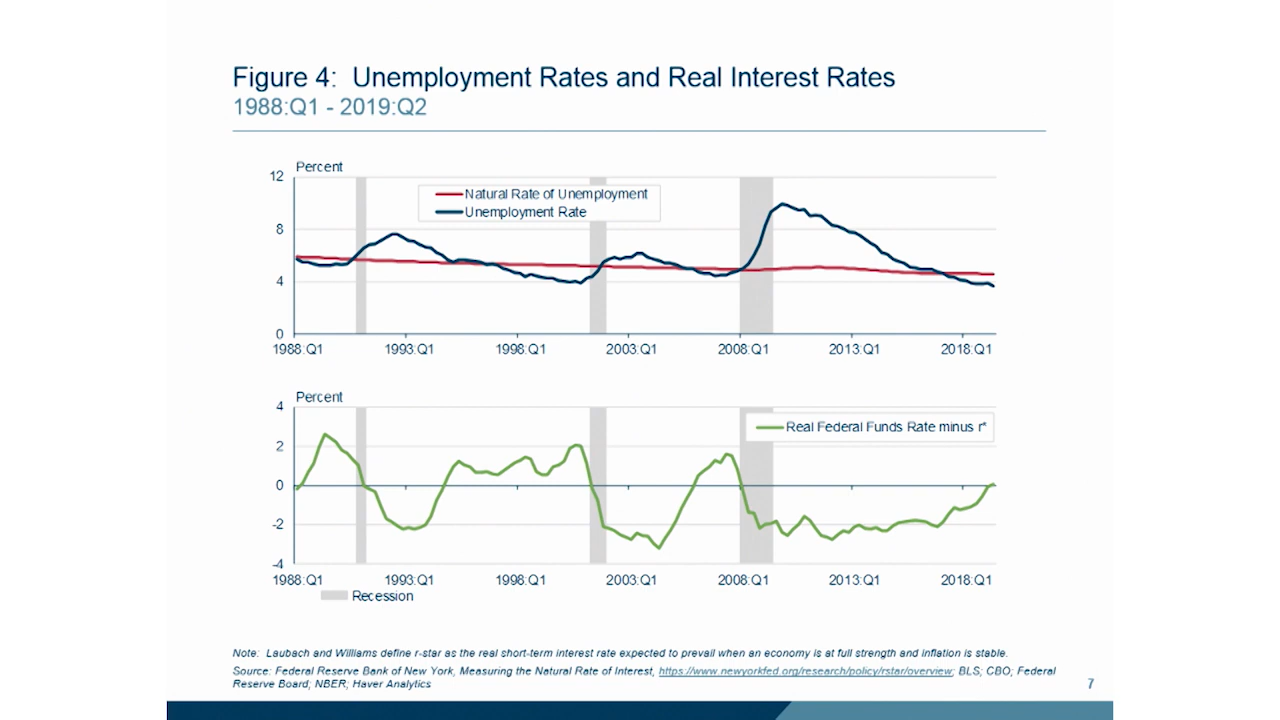 Figure 4:  Unemployment Rates and Real Interest Rates
1988:Q1 - 2019:Q2
Percent
12
8
4
0
Natural Rate of Unemployment
Unemployment Rate
1988:Q1 1993:Q1 1998:Q1 2003:Q1 2008:Q1 2013:Q1 2018:Q1
Percent
4
2
0
-2
-4
Real Federal Funds Rate minus r*
1988:Q1 1993:Q1 1998:Q1 2003:Q1 2008:Q1 2013:Q1 2018:Q1
Recession
Note:  Laubach and Williams define r-star as the real short-term interest rate expected to prevail when an economy is at full strength and inflation is stable.
Source: Federal Reserve Bank of New York, Measuring the Natural Rate of Interest, https://www.newyorkfed.org/research/policy/rstar/overview; BLS; CBO; Federal
Reserve Board; NBER; Haver Analytics
7